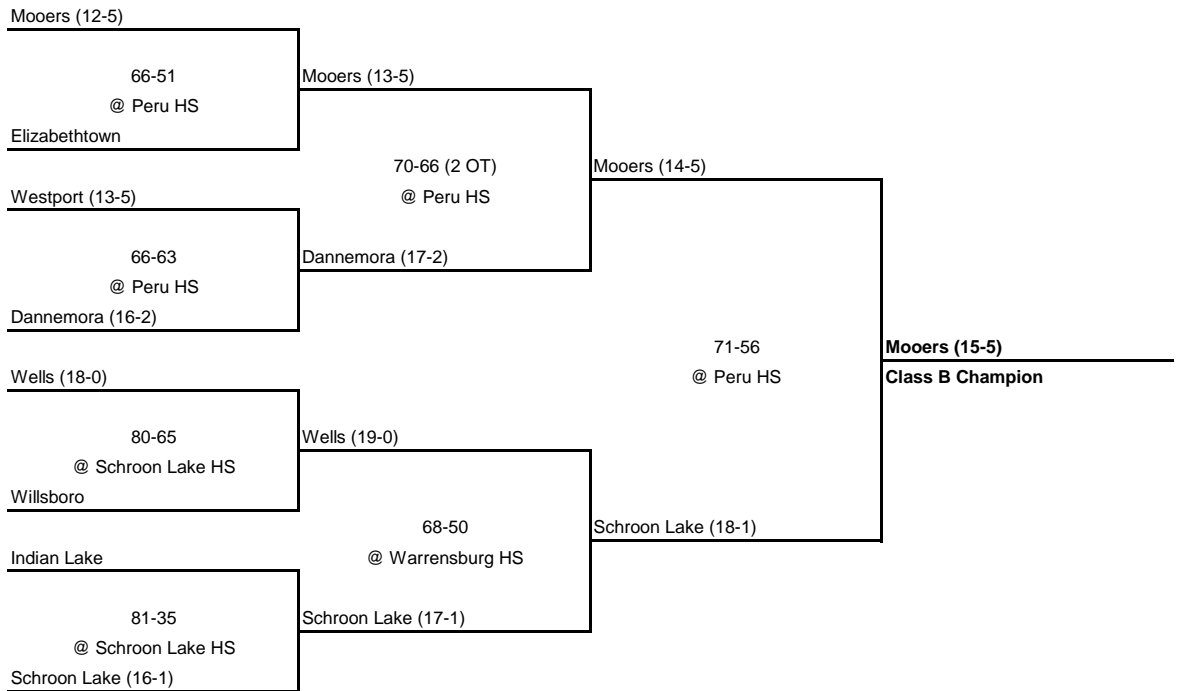 Mooers (12-5)
66-51
@ Peru HS
Elizabethtown
Mooers (13-5)
70-66 (2 OT)
@ Peru HS
Westport (13-5)
66-63
@ Peru HS
Dannemora (16-2)
Dannemora (17-2)
Mooers (14-5)
71-56
@ Peru HS
Mooers (15-5)
Class B Champion
Wells (18-0)
80-65
@ Schroon Lake HS
Willsboro
Wells (19-0)
68-50
@ Warrensburg HS
Schroon Lake (18-1)
Indian Lake
81-35
@ Schroon Lake HS
Schroon Lake (16-1)
Schroon Lake (17-1)